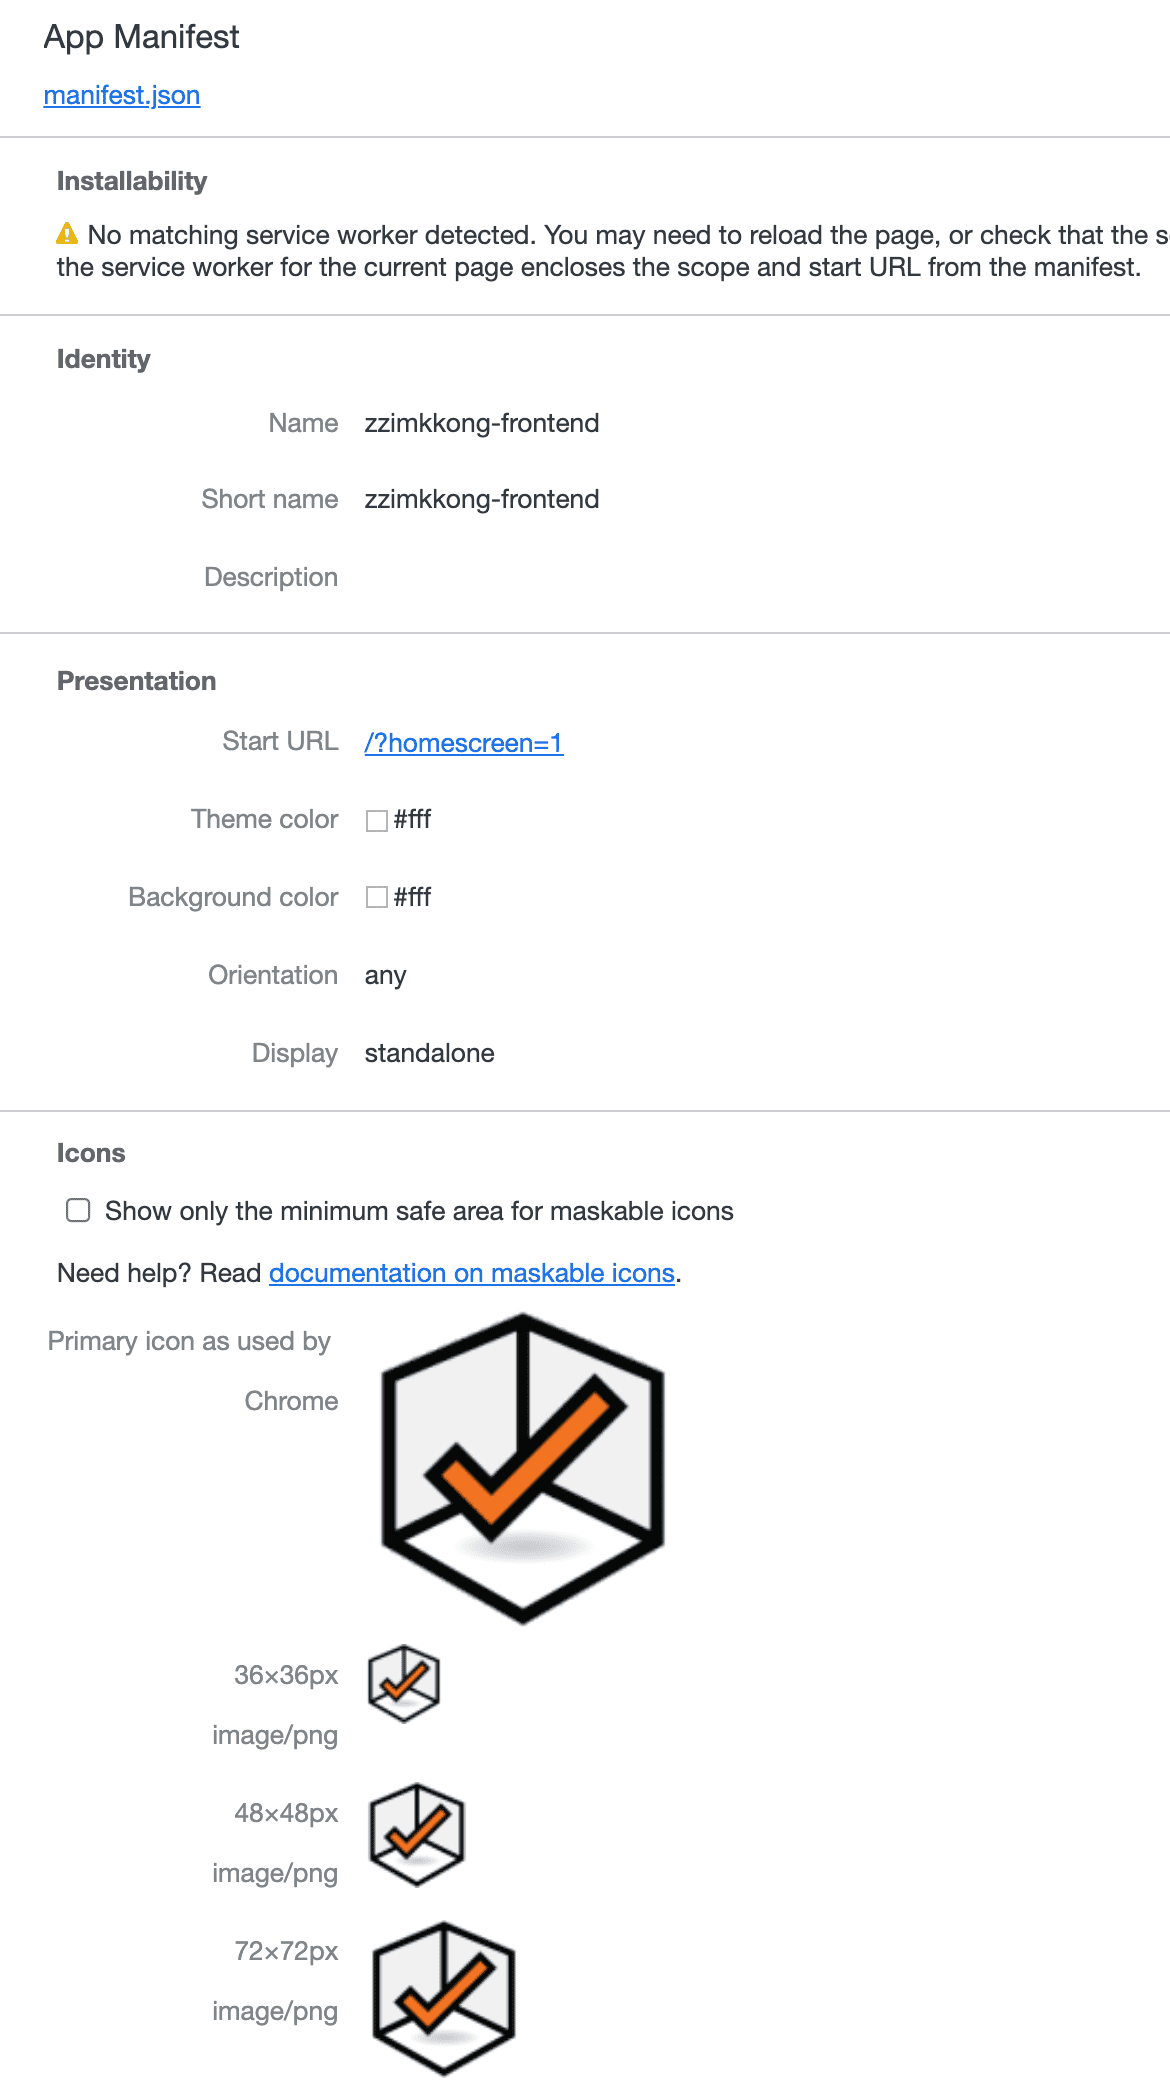 App Manifest
manifest.json
Installability
No matching service worker detected. You may need to reload the page, or check that the
the service worker for the current page encloses the scope and start URL from the manifest.
Identity
Name zzimkkong-frontend
Short name zzimkkong-frontend
Description
Presentation
Start URL /?homescreen=1
Theme color #fff
Background color #fff
Orientation any
Display standalone
Icons
Show only the minimum safe area for maskable icons
Need help? Read documentation on maskable icons.
Primary icon as used by
Chrome
36×36px
image/png
48×48px
image/png
72×72px
image/png